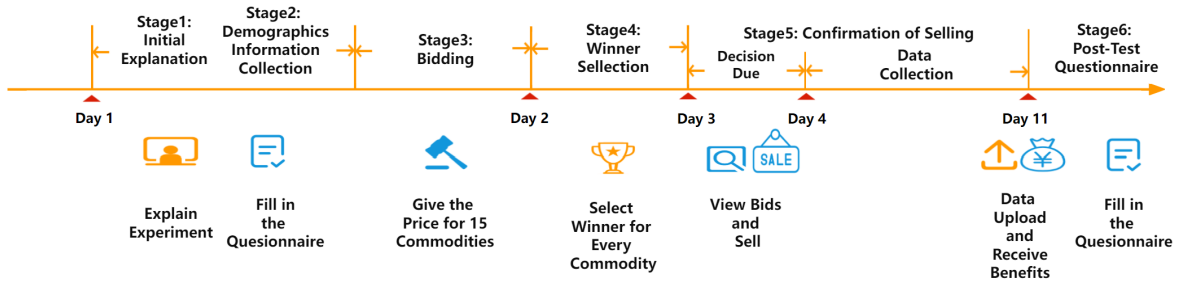 Stage1:
Initial
Explanation
Stage2:
Demographics
Information
Collection
Stage3:
Bidding
Stage4:
Winner
Sellection
Stage5: Confirmation of Selling
Decision
Due
Data
Collection
Stage6:
Post-Test
Questionnaire
Day 1
Day 2
Day 3
Day 4
Day 11
SALE
¥
Explain
Experiment
Fill in
the
Quesionnaire
Give the
Price for 15
Commodities
Select
Winner for
Every
Commodity
View Bids
and
Sell
Data
Upload
and
Receive
Benefits
Fill in
the
Quesionnaire